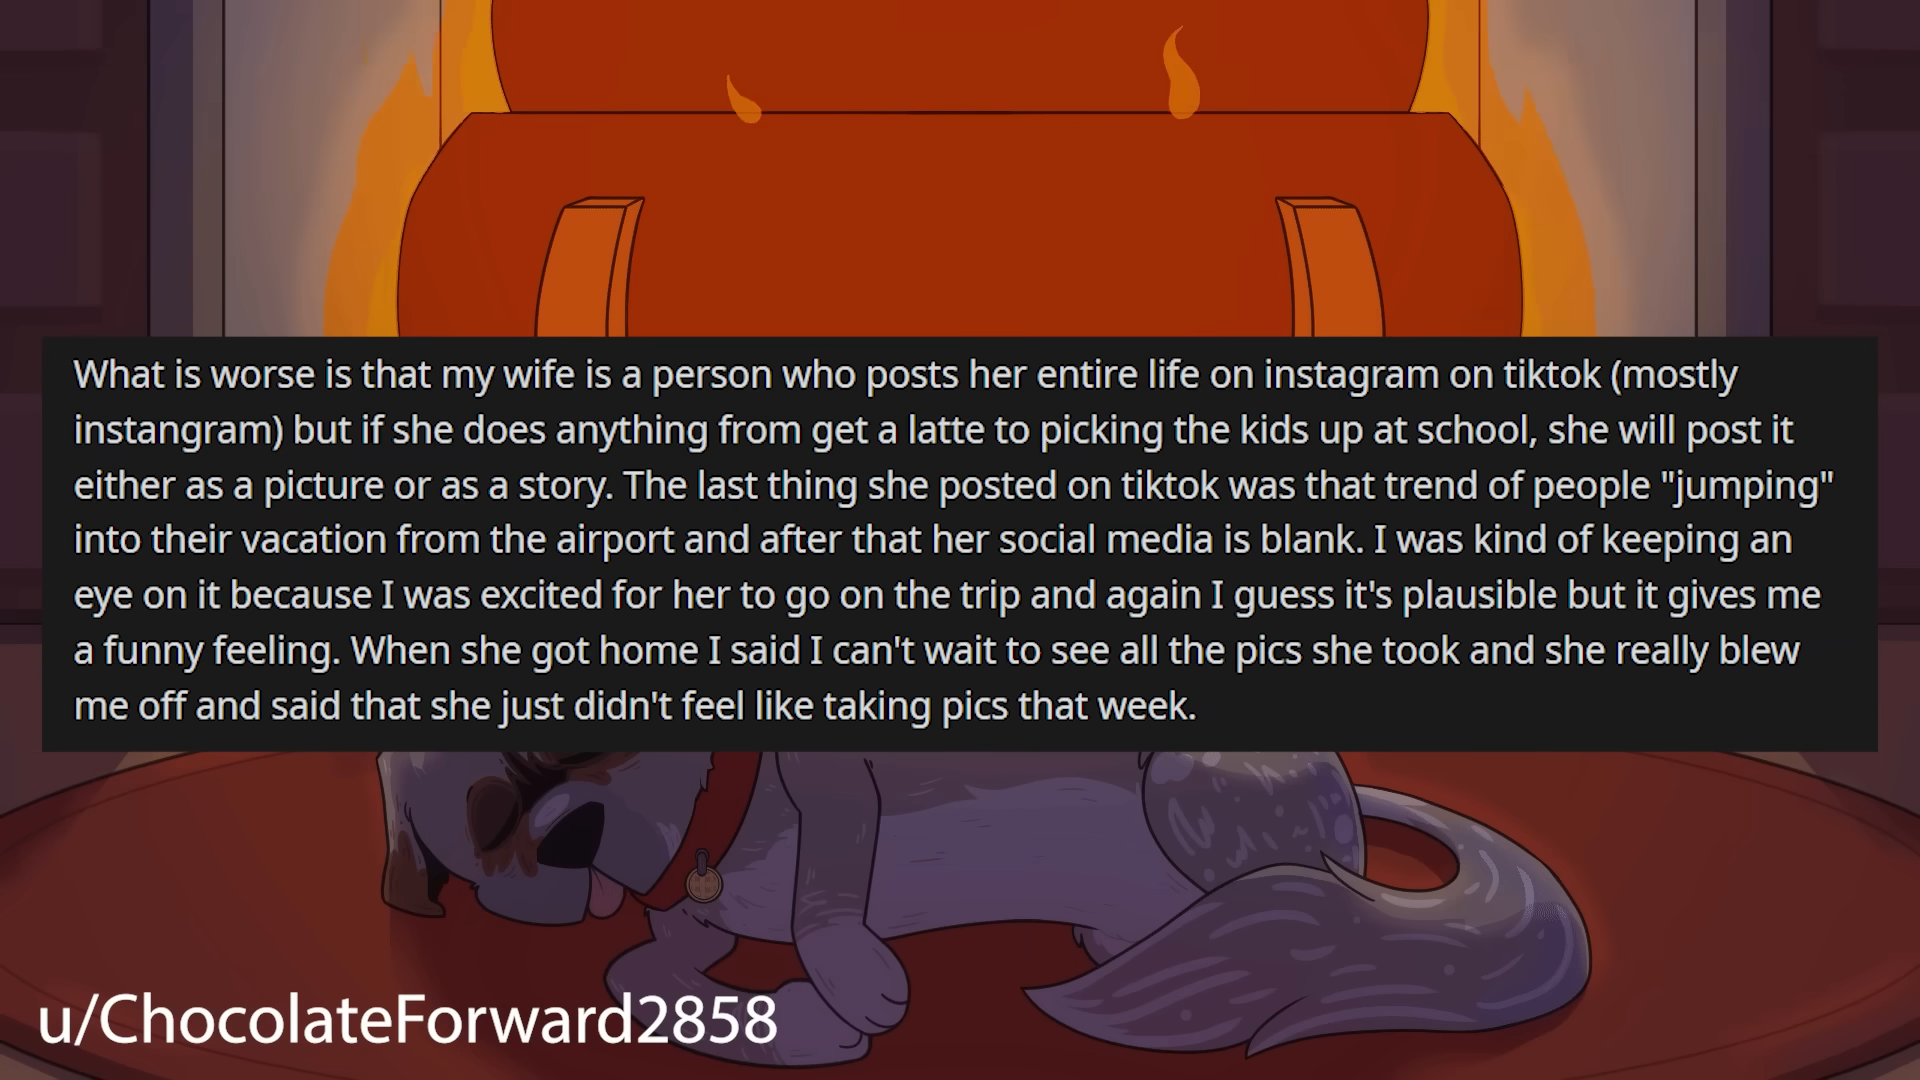 What is worse is that my wife is a person who posts her entire life on instagram on tiktok (mostly
instangram) but if she does anything from get a latte to picking the kids up at school, she will post it
either as a picture or as a story. The last thing she posted on tiktok was that trend of people "jumping"
into their vacation from the airport and after that her social media is blank. I was kind of keeping an
eye on it because I was excited for her to go on the trip and again I guess it's plausible but it gives me
a funny feeling. When she got home I said I can't wait to see all the pics she took and she really blew
me off and said that she just didn't feel like taking pics that week.
u/ChocolateForward2858